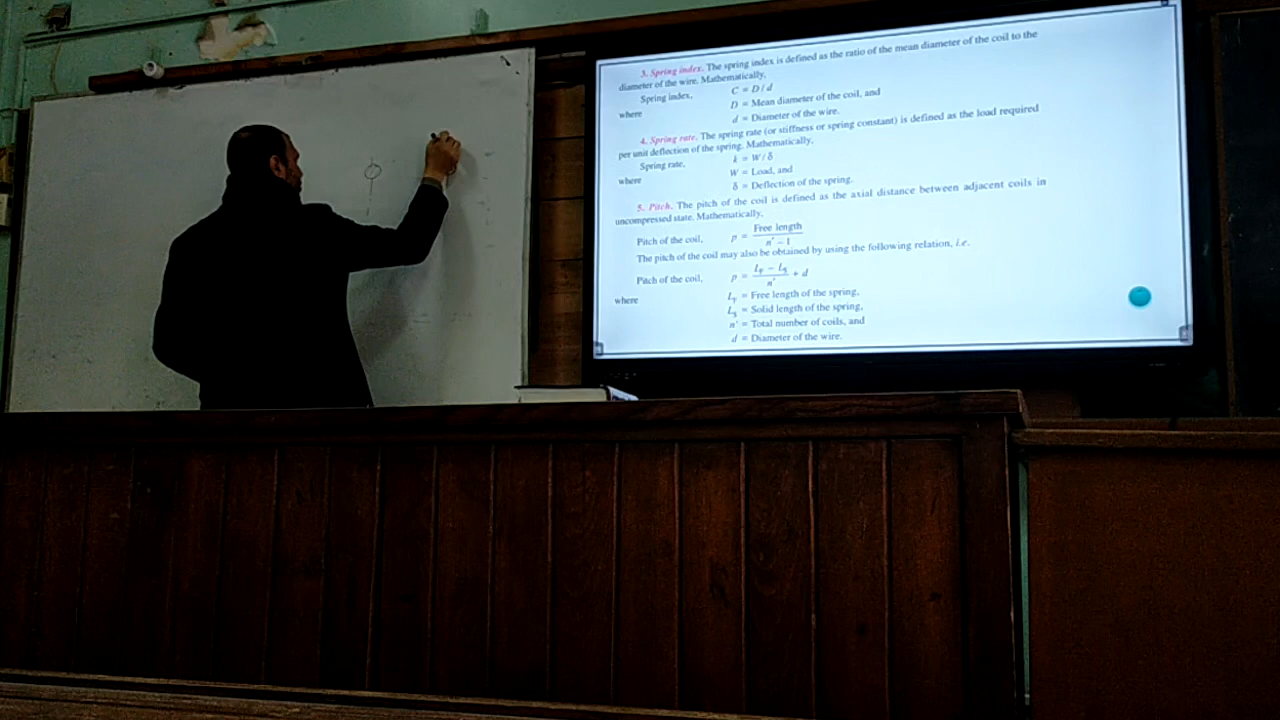 3. Spring index. The spring index is defined as the ratio of the mean diameter of the coil to the
diameter of the wire. Mathematically,
Spring index, C = D / d
where D = Mean diameter of the coil, and
d = Diameter of the wire.
4. Spring rate. The spring rate (or stiffness or spring constant) is defined as the load required
per unit deflection of the spring. Mathematically,
Spring rate, k = W / δ
where W = Load, and
δ = Deflection of the spring.
5. Pitch. The pitch of the coil is defined as the axial distance between adjacent coils in
uncompressed state. Mathematically,
Pitch of the coil, p = Free length / n' – 1
The pitch of the coil may also be obtained by using the following relation, i.e.
Pitch of the coil, p = LF – LS / n' + d
where LF = Free length of the spring,
LS = Solid length of the spring,
n' = Total number of coils, and
d = Diameter of the wire.